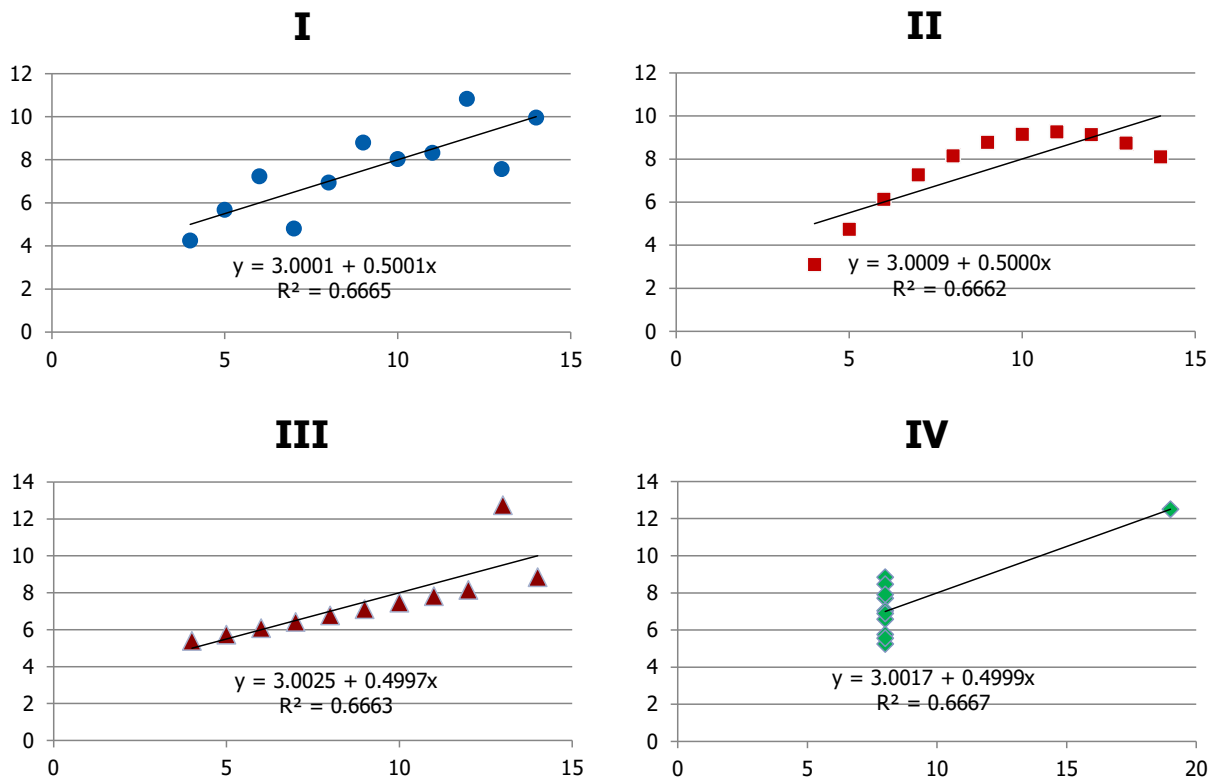 I
12
10
8
6
4
2
0
0 5 10 15
y = 3.0001 + 0.5001x
R² = 0.6665
II
12
10
8
6
4
2
0
0 5 10 15
y = 3.0009 + 0.5000x
R² = 0.6662
III
14
12
10
8
6
4
2
0
0 5 10 15
y = 3.0025 + 0.4997x
R² = 0.6663
IV
14
12
10
8
6
4
2
0
0 5 10 15 20
y = 3.0017 + 0.4999x
R² = 0.6667